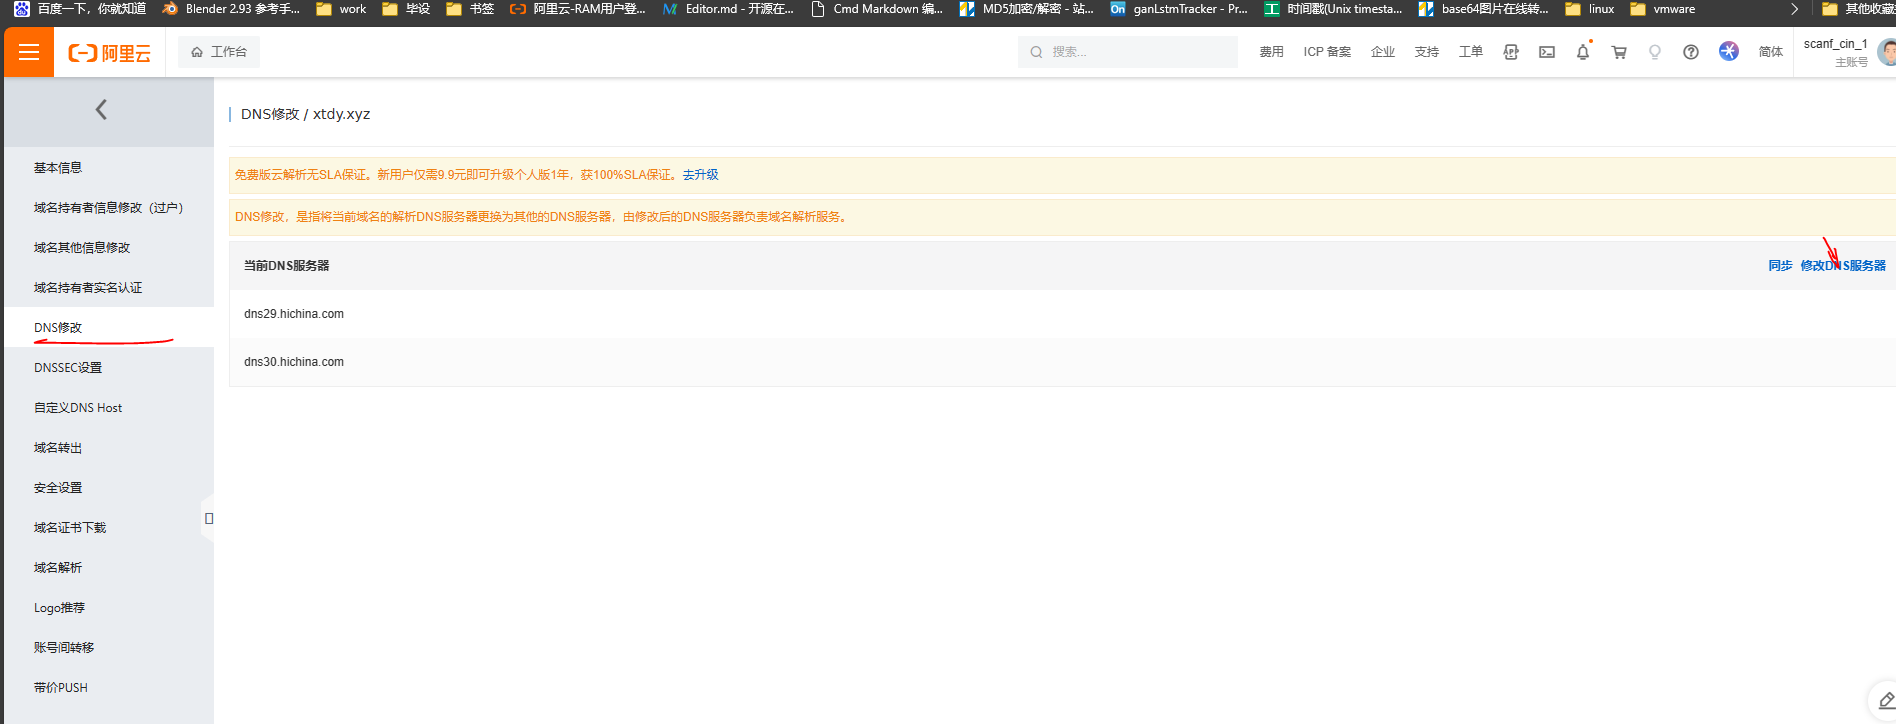 百度一下，你就知道 Blender 2.93 参考手... work 毕设 书签 阿里云-RAM用户登... Editor.md - 开源在... Cmd Markdown 编... MD5加密/解密 - 站... ganLstmTracker - Pr... 时间戳(Unix timesta... base64图片在线转... linux vmware 其他收藏
阿里云 工作台 搜索... 费用 ICP 备案 企业 支持 工单 简体 scanf_cin_1
主账号
DNS修改 / xtdy.xyz
基本信息
域名持有者信息修改（过户）
域名其他信息修改
域名持有者实名认证
DNS修改
DNSSEC设置
自定义DNS Host
域名转出
安全设置
域名证书下载
域名解析
Logo推荐
账号间转移
带价PUSH
免费版云解析无SLA保证。新用户仅需9.9元即可升级个人版1年，获100%SLA保证。去升级
DNS修改，是指将当前域名的解析DNS服务器更换为其他的DNS服务器，由修改后的DNS服务器负责域名解析服务。
当前DNS服务器 同步 修改DNS服务器
dns29.hichina.com
dns30.hichina.com